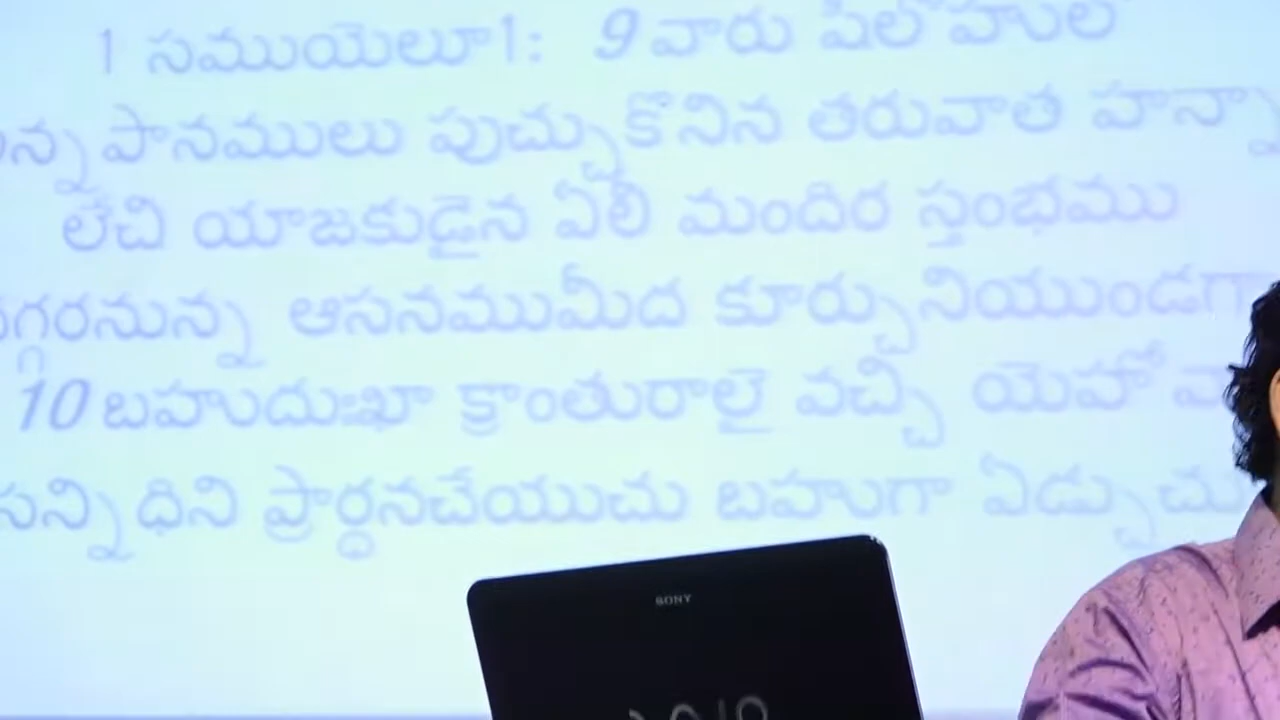 1 సముయెలూ1: 9 వారు షిలోహులో
పానములు పుచ్చుకొనిన తరువాత హన్నా
లేచి యాజకుడైన ఏలీ మందిర స్తంభము
దగ్గరనున్న ఆసనముమీద కూర్చునియుండగా
10 బహుదుఃఖా క్రాంతురాలై వచ్చి యెహోవా
సన్నిధిని ప్రార్థనచేయుచు బహుగా ఏడ్చుచు
SONY